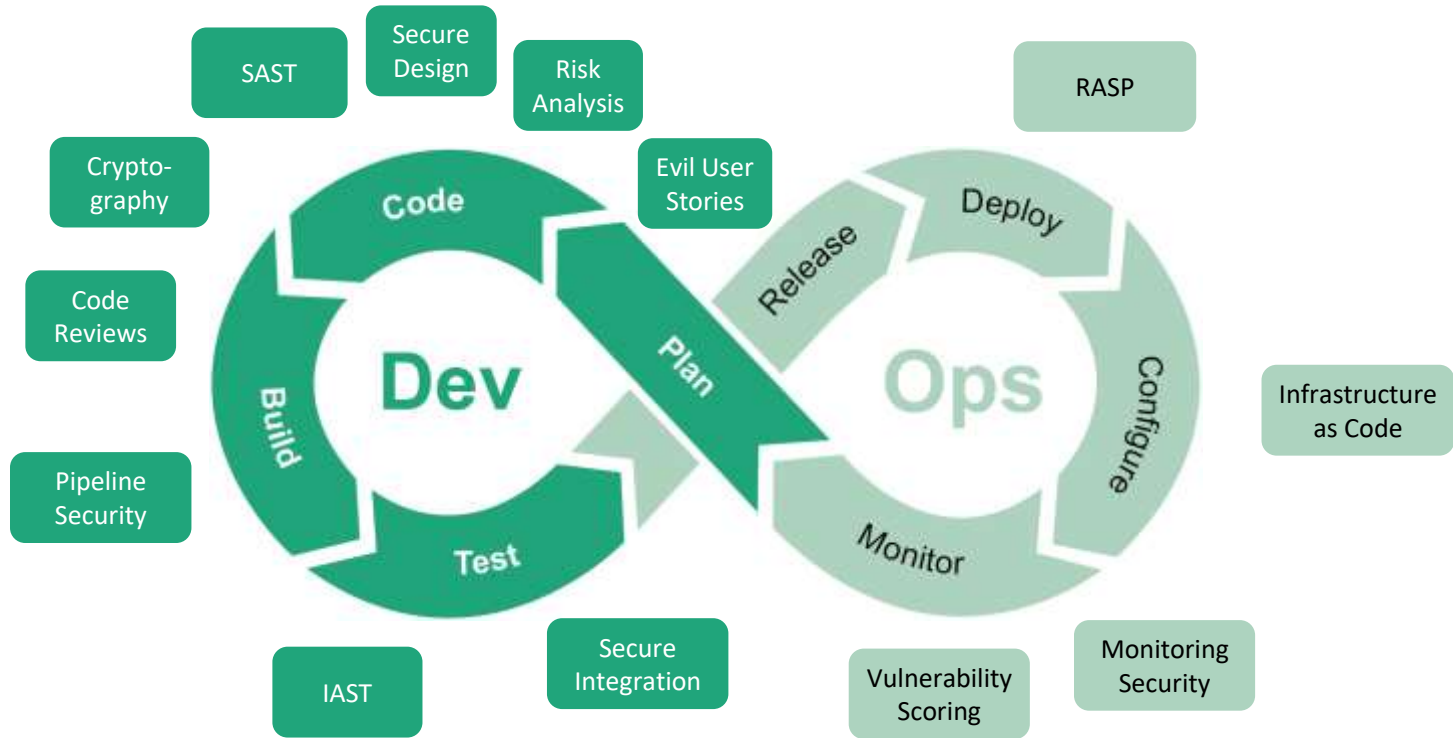 Secure
Design
SAST
Risk
Analysis
RASP
Crypto-
graphy
Evil User
Stories
Code
Deploy
Release
Code
Reviews
Plan
Dev
Ops
Configure
Build
Infrastructure
as Code
Pipeline
Security
Test
Monitor
IAST
Secure
Integration
Vulnerability
Scoring
Monitoring
Security